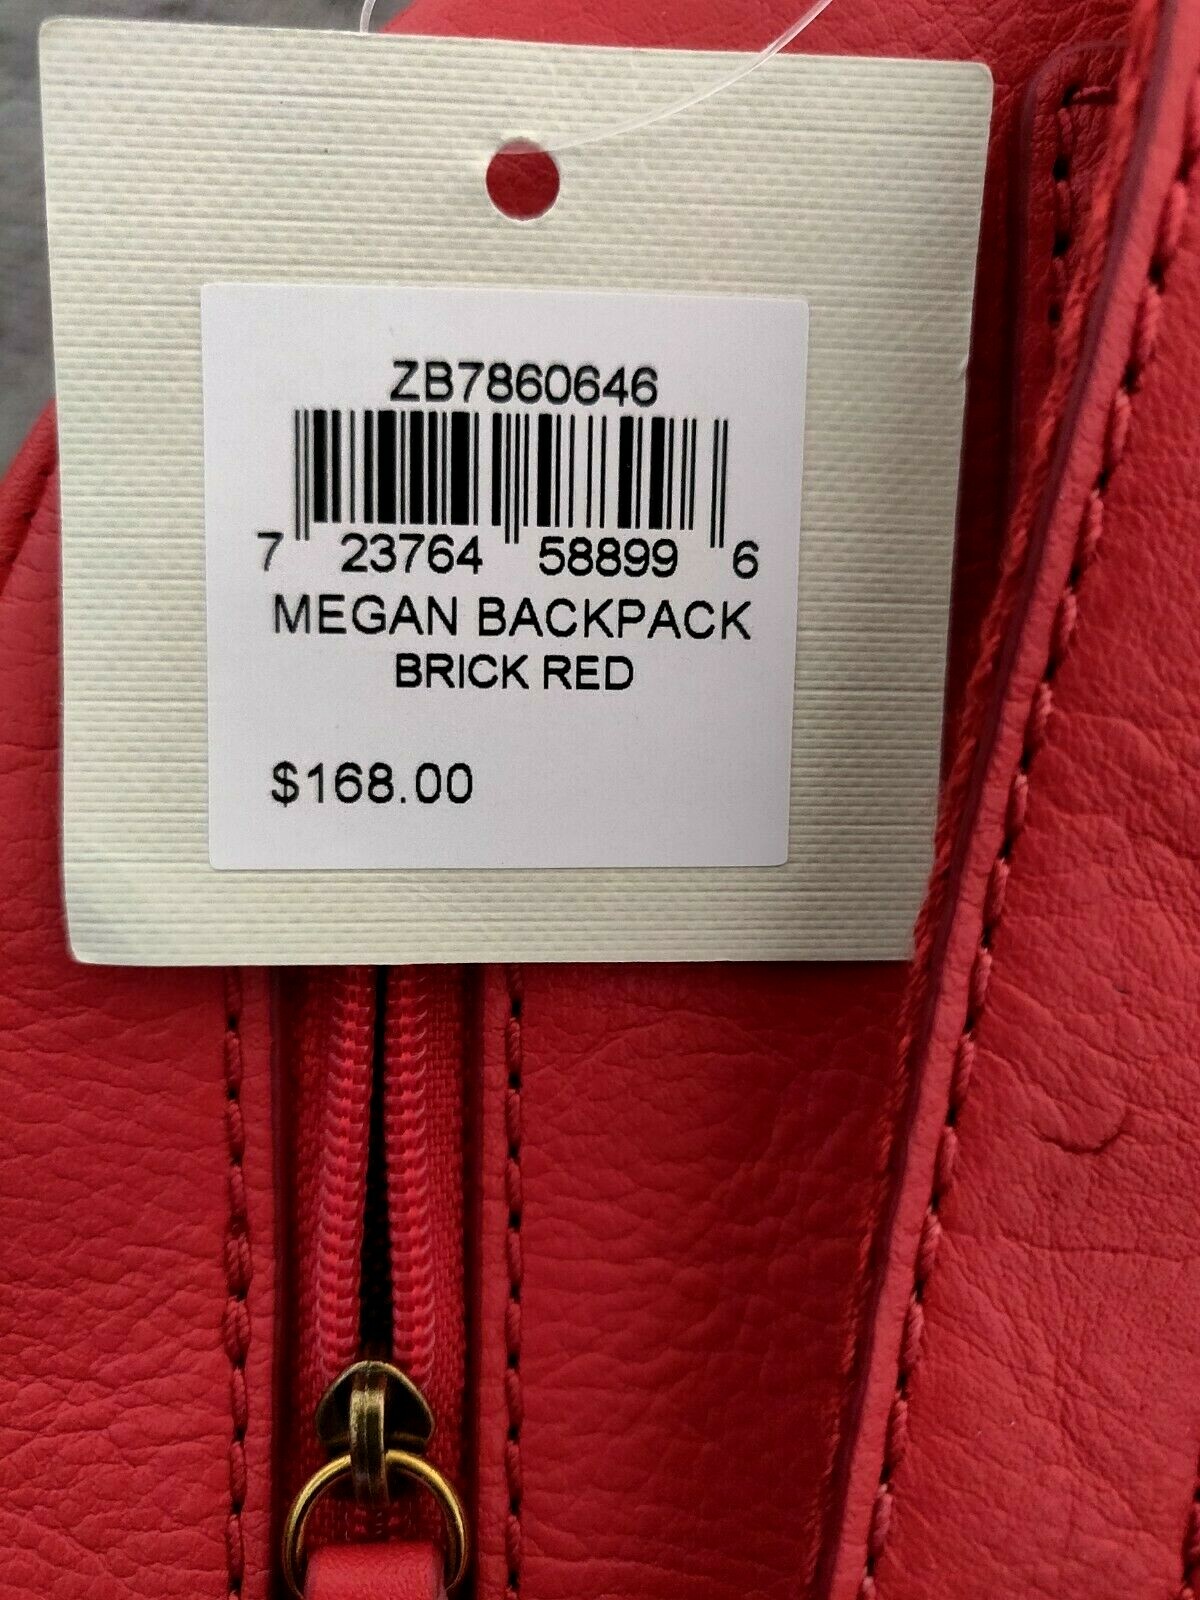 ZB7860646
7 23764 58899 6
MEGAN BACKPACK
BRICK RED
$168.00